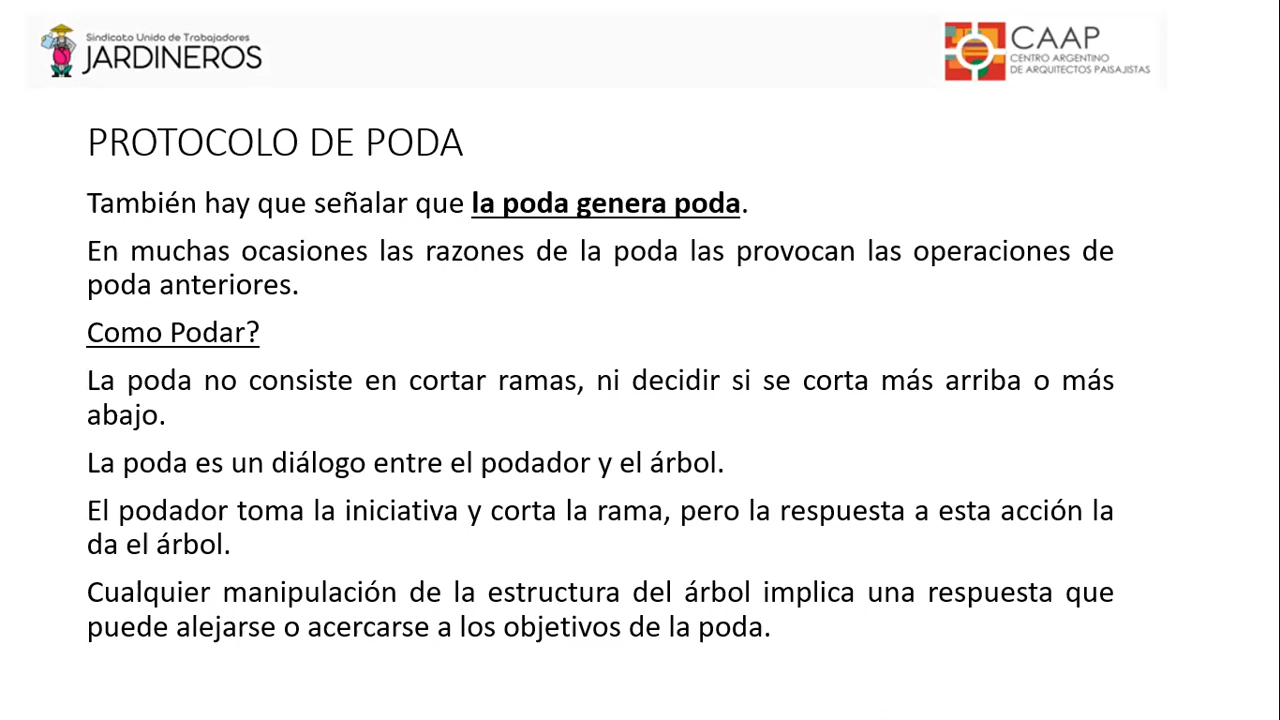 Sindicato Unido de Trabajadores
JARDINEROS
CAAP
CENTRO ARGENTINO
DE ARQUITECTOS PAISAJISTAS
PROTOCOLO DE PODA
También hay que señalar que la poda genera poda.
En muchas ocasiones las razones de la poda las provocan las operaciones de
poda anteriores.
Como Podar?
La poda no consiste en cortar ramas, ni decidir si se corta más arriba o más
abajo.
La poda es un diálogo entre el podador y el árbol.
El podador toma la iniciativa y corta la rama, pero la respuesta a esta acción la
da el árbol.
Cualquier manipulación de la estructura del árbol implica una respuesta que
puede alejarse o acercarse a los objetivos de la poda.